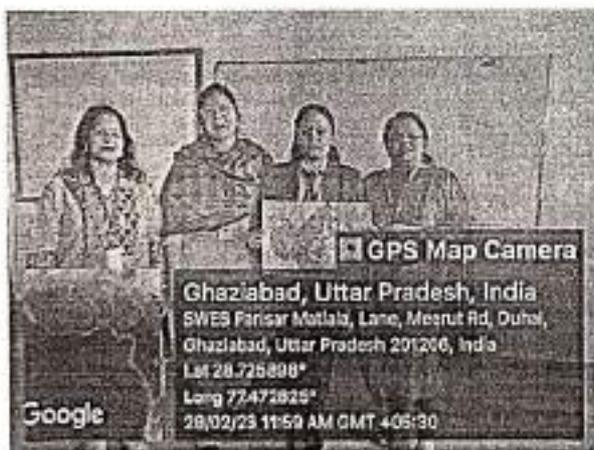 GPS Map Camera
Ghaziabad, Uttar Pradesh, India
SWES Parisar Matiala, Lane, Meerut Rd, Duhai,
Ghaziabad, Uttar Pradesh 201206, India
Lat 28.725898°
Long 77.472825°
28/02/23 11:59 AM GMT +05:30
Google